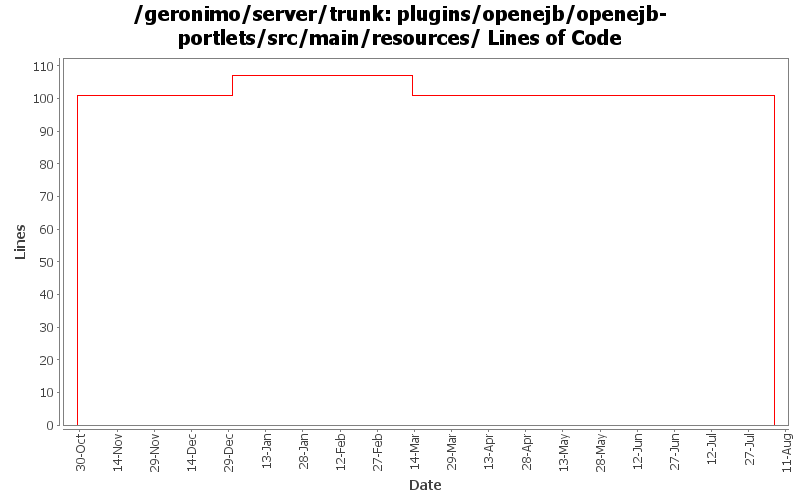 /geronimo/server/trunk: plugins/openejb/openejb-
portlets/src/main/resources/ Lines of Code
110
100
90
80
70
60
50
40
30
20
10
0
Lines
30-Oct
14-Nov
29-Nov
14-Dec
29-Dec
13-Jan
28-Jan
12-Feb
27-Feb
14-Mar
29-Mar
13-Apr
28-Apr
13-May
28-May
12-Jun
27-Jun
12-Jul
27-Jul
11-Aug
Date